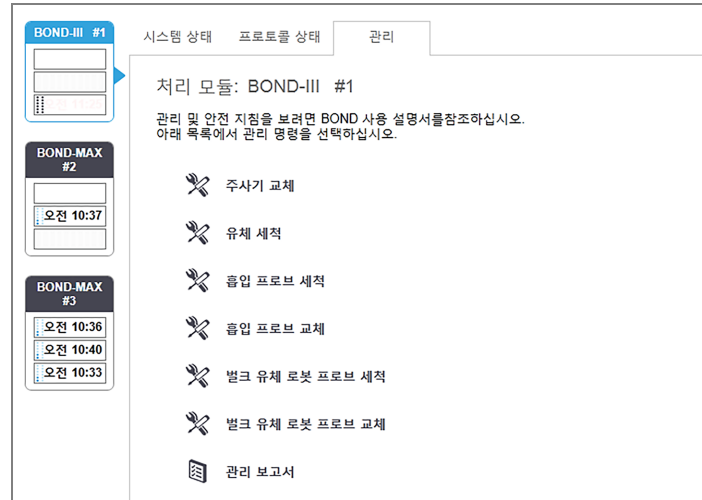 BOND-III #1
시스템 상태 프로토콜 상태 관리
처리 모듈: BOND-III #1
관리 및 안전 지침을 보려면 BOND 사용 설명서를참조하십시오.
아래 목록에서 관리 명령을 선택하십시오.
BOND-MAX
#2
오전 10:37
BOND-MAX
#3
오전 10:36
오전 10:40
오전 10:33
주사기 교체
유체 세척
흡입 프로브 세척
흡입 프로브 교체
벌크 유체 로봇 프로브 세척
벌크 유체 로봇 프로브 교체
관리 보고서